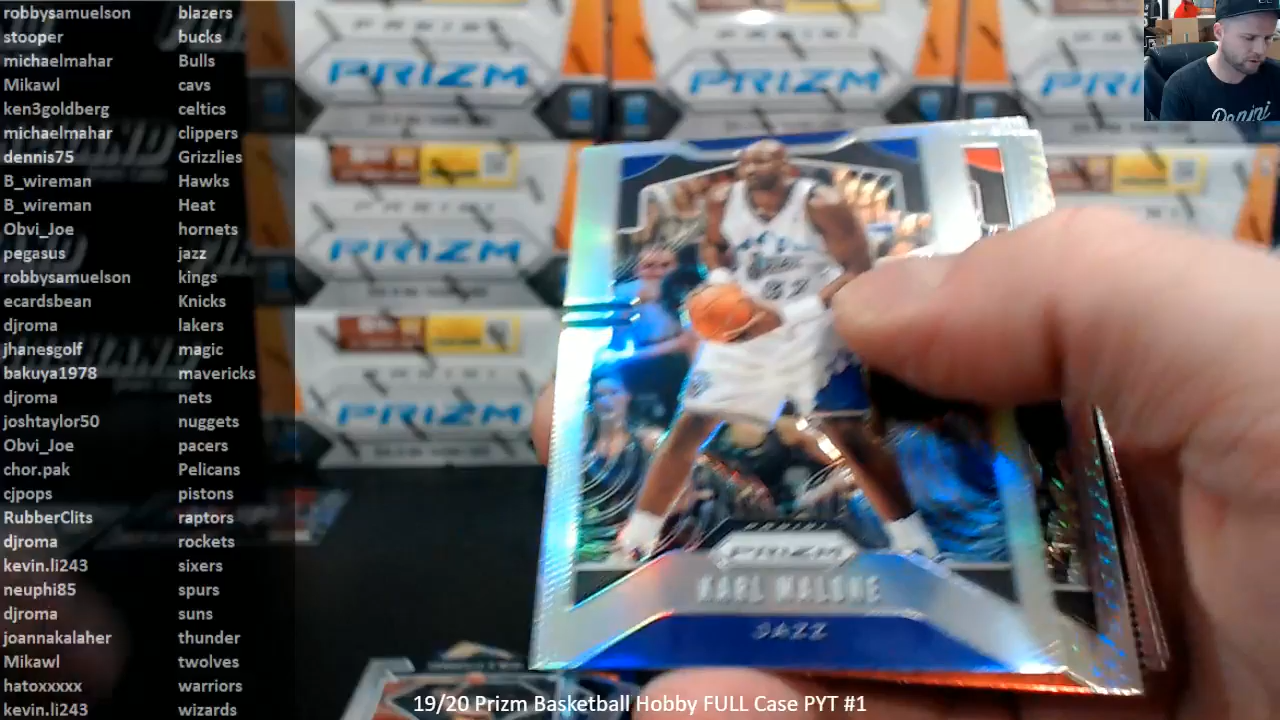 robbysamuelson blazers
stooper bucks
michaelmahar Bulls
Mikawl cavs
ken3goldberg celtics
michaelmahar clippers
dennis75 Grizzlies
B_wireman Hawks
B_wireman Heat
Obvi_Joe hornets
pegasus jazz
robbysamuelson kings
ecardsbean Knicks
djroma lakers
jhanesgolf magic
bakuya1978 mavericks
djroma nets
joshtaylor50 nuggets
Obvi_Joe pacers
chor.pak Pelicans
cjpops pistons
RubberClits raptors
djroma rockets
kevin.li243 sixers
neuphi85 spurs
djroma suns
joannakalaher thunder
Mikawl twolves
hatoxxxxx warriors
kevin.li243 wizards
PRIZM
PRIZM
PRIZM
PRIZM
Panini
PANINI
PRIZM
KARL MALONE
JAZZ
19/20 Prizm Basketball Hobby FULL Case PYT #1